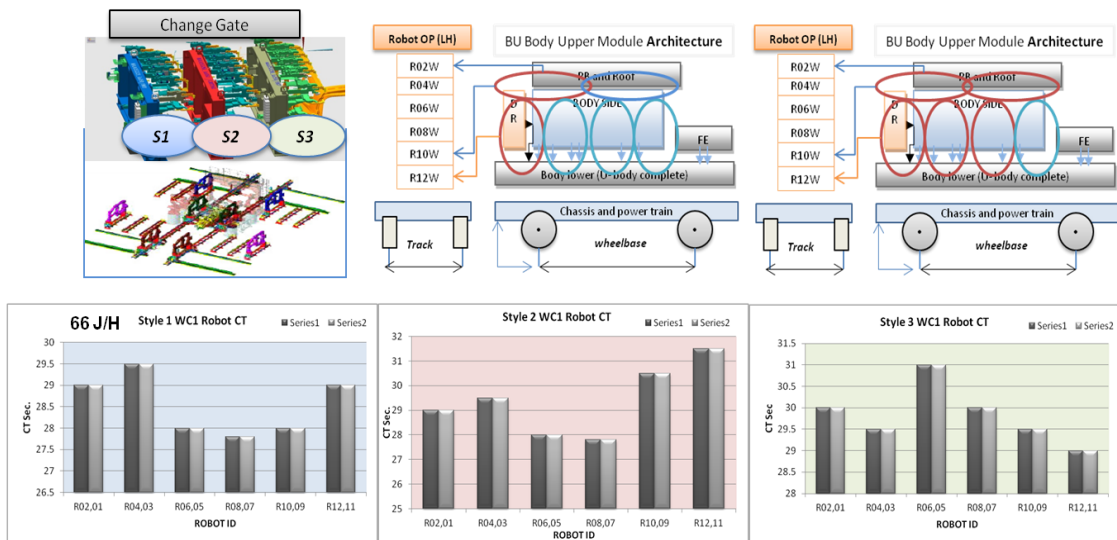 Change Gate
S1
S2
S3
Robot OP (LH)
R02W
R04W
R06W
R08W
R10W
R12W
BU Body Upper Module Architecture
RR and Roof
BODY SIDE
D
R
FE
Body lower (U-body complete)
Chassis and power train
Track
wheelbase
Robot OP (LH)
R02W
R04W
R06W
R08W
R10W
R12W
BU Body Upper Module Architecture
RR and Roof
BODY SIDE
D
R
FE
Body lower (U-body complete)
Chassis and power train
Track
wheelbase
66 J/H
Style 1 WC1 Robot CT
Series1
Series2
CT Sec.
30
29.5
29
28.5
28
27.5
27
26.5
R02,01
R04,03
R06,05
R08,07
R10,09
R12,11
ROBOT ID
Style 2 WC1 Robot CT
Series1
Series2
CT Sec.
32
31
30
29
28
27
26
25
R02,01
R04,03
R06,05
R08,07
R10,09
R12,11
ROBOT ID
Style 3 WC1 Robot CT
Series1
Series2
CT Sec
31.5
31
30.5
30
29.5
29
28.5
28
R02,01
R04,03
R06,05
R08,07
R10,09
R12,11
ROBOT ID